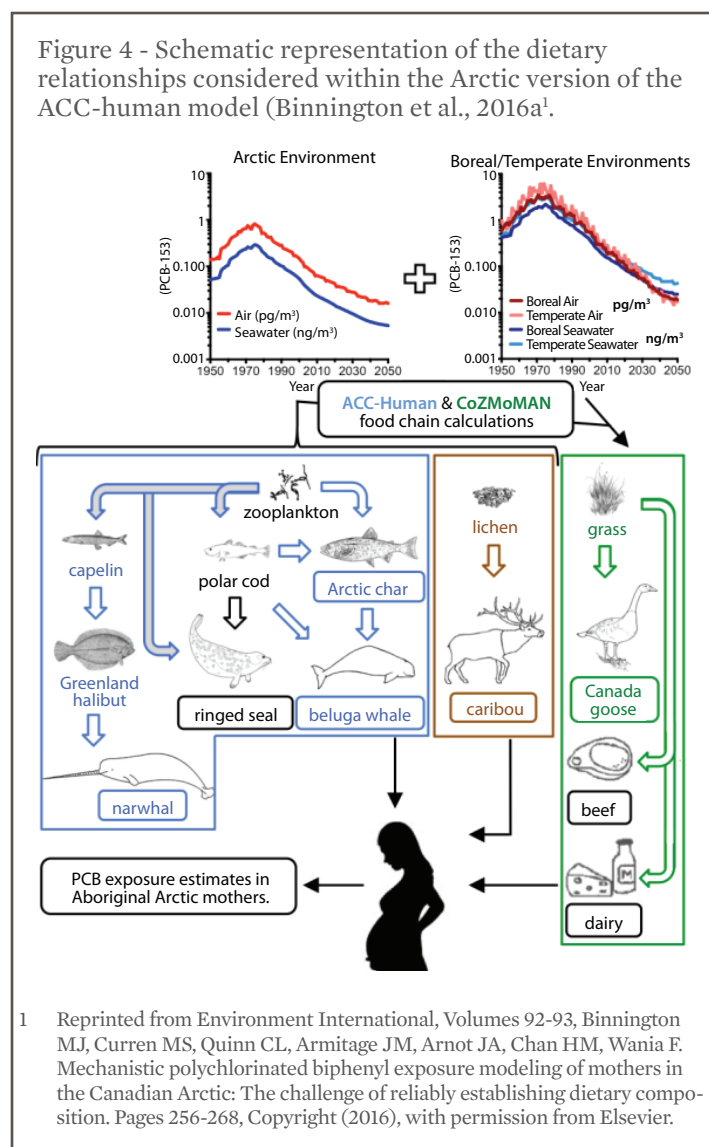 Figure 4 - Schematic representation of the dietary
relationships considered within the Arctic version of the
ACC-human model (Binnington et al., 2016a¹.
Arctic Environment
10
1
0.100
0.010
0.001
(PCB-153)
Air (pg/m³)
Seawater (ng/m³)
1950 1970 1990 2010 2030 2050
Year
Boreal/Temperate Environments
10
1
0.100
0.010
0.001
(PCB-153)
Boreal Air
Temperate Air
pg/m³
Boreal Seawater
Temperate Seawater
ng/m³
1950 1970 1990 2010 2030 2050
Year
ACC-Human & CoZMoMAN
food chain calculations
zooplankton
capelin
polar cod
Arctic char
Greenland
halibut
ringed seal
beluga whale
narwhal
lichen
caribou
grass
Canada
goose
beef
M
dairy
PCB exposure estimates in
Aboriginal Arctic mothers.
1 Reprinted from Environment International, Volumes 92-93, Binnington
MJ, Curren MS, Quinn CL, Armitage JM, Arnot JA, Chan HM, Wania F.
Mechanistic polychlorinated biphenyl exposure modeling of mothers in
the Canadian Arctic: The challenge of reliably establishing dietary compo-
sition. Pages 256-268, Copyright (2016), with permission from Elsevier.